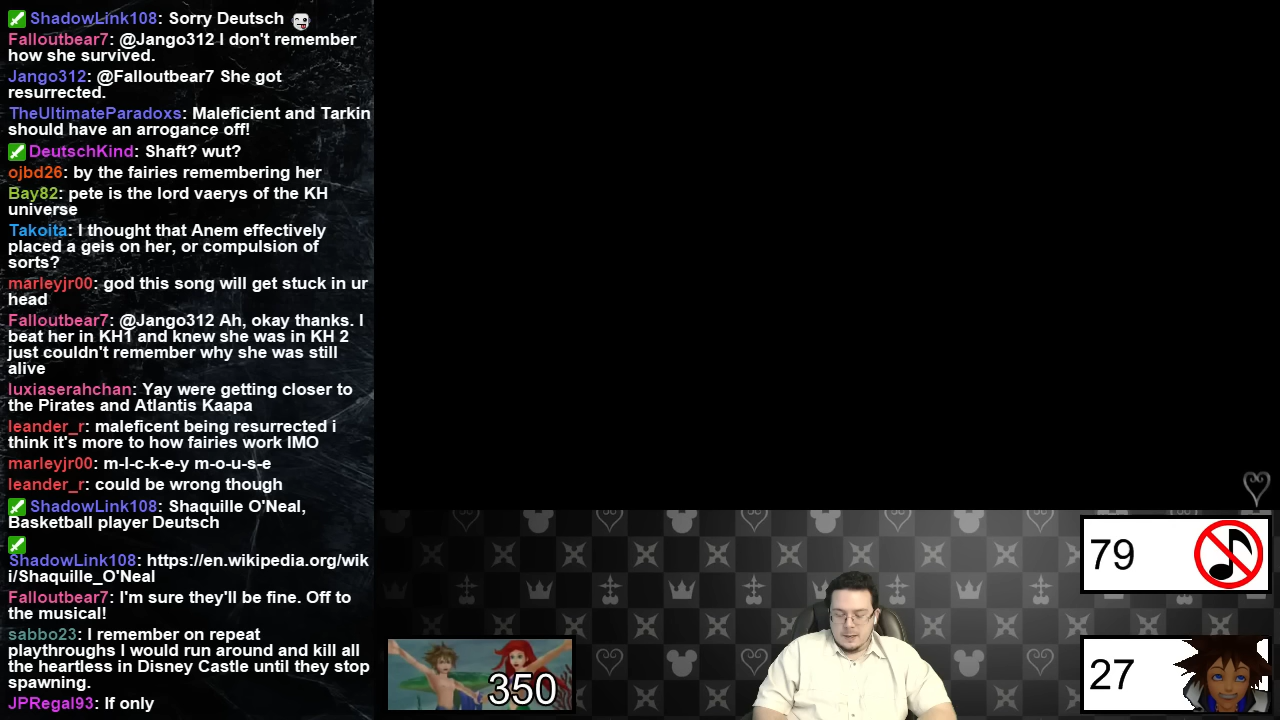 ShadowLink108: Sorry Deutsch
Falloutbear7: @Jango312 I don't remember
how she survived.
Jango312: @Falloutbear7 She got
resurrected.
TheUltimateParadoxs: Maleficient and Tarkin
should have an arrogance off!
DeutschKind: Shaft? wut?
ojbd26: by the fairies remembering her
Bay82: pete is the lord vaerys of the KH
universe
Takoita: I thought that Anem effectively
placed a geis on her, or compulsion of
sorts?
marleyjr00: god this song will get stuck in ur
head
Falloutbear7: @Jango312 Ah, okay thanks. I
beat her in KH1 and knew she was in KH 2
just couldn't remember why she was still
alive
luxiaserahchan: Yay were getting closer to
the Pirates and Atlantis Kaapa
leander_r: maleficent being resurrected i
think it's more to how fairies work IMO
marleyjr00: m-I-c-k-e-y m-o-u-s-e
leander_r: could be wrong though
ShadowLink108: Shaquille O'Neal,
Basketball player Deutsch
ShadowLink108: https://en.wikipedia.org/wik
i/Shaquille_O'Neal
Falloutbear7: I'm sure they'll be fine. Off to
the musical!
sabbo23: I remember on repeat
playthroughs I would run around and kill all
the heartless in Disney Castle until they stop
spawning.
JPRegal93: If only
79
350
27